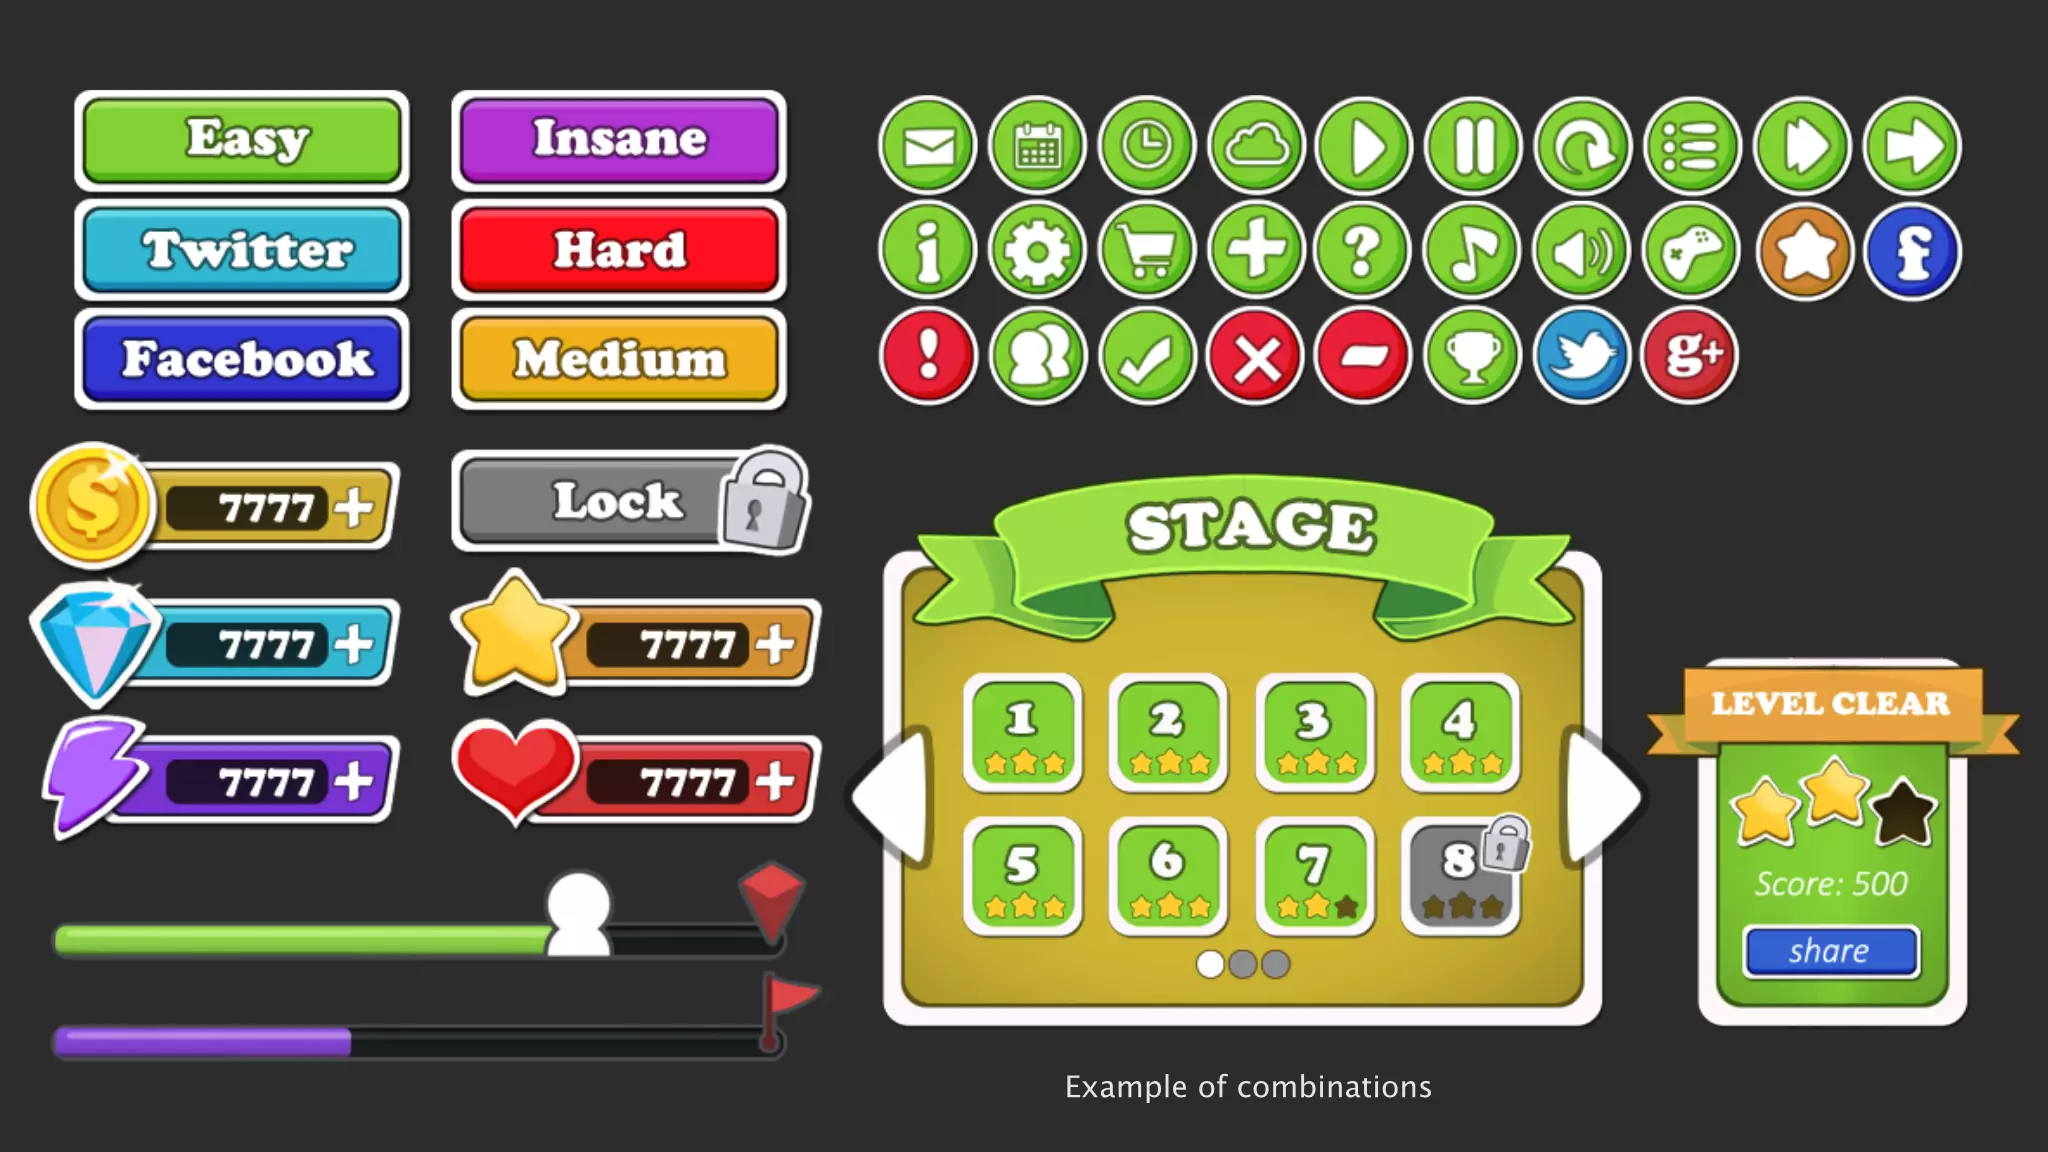 Easy
Insane
Twitter
Hard
Facebook
Medium
$ 7777 +
Lock
7777 +
7777 +
7777 +
7777 +
i
?
f
!
g+
STAGE
1
2
3
4
5
6
7
8
LEVEL CLEAR
Score: 500
share
Example of combinations